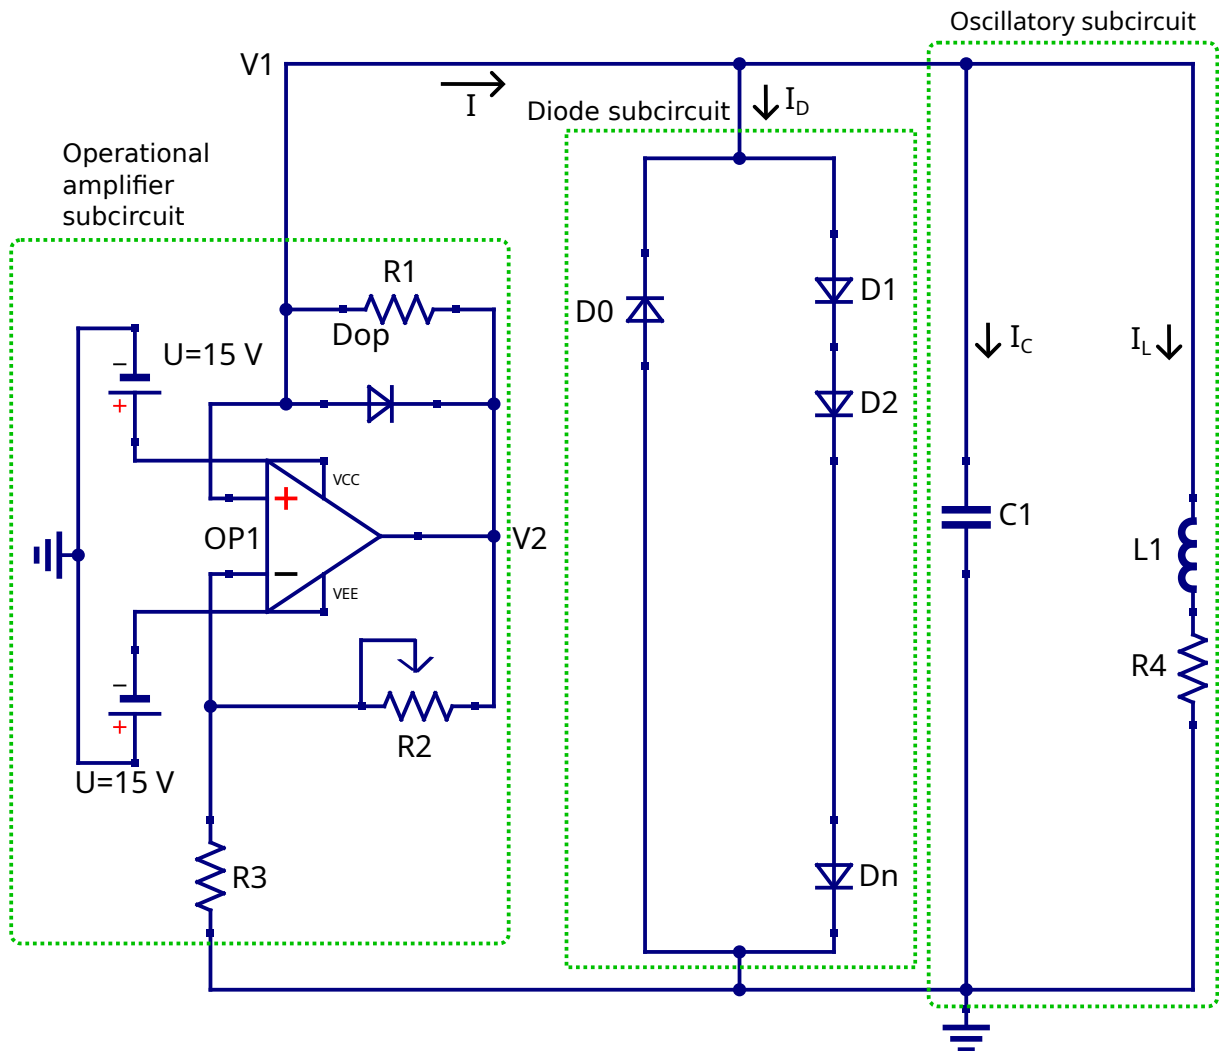 Oscillatory subcircuit
V1
I
Diode subcircuit
I_D
Operational
amplifier
subcircuit
R1
Dop
U=15 V
−
+
VCC
+
OP1
−
VEE
V2
−
+
U=15 V
R2
R3
D0
D1
D2
Dn
I_C
I_L
C1
L1
R4